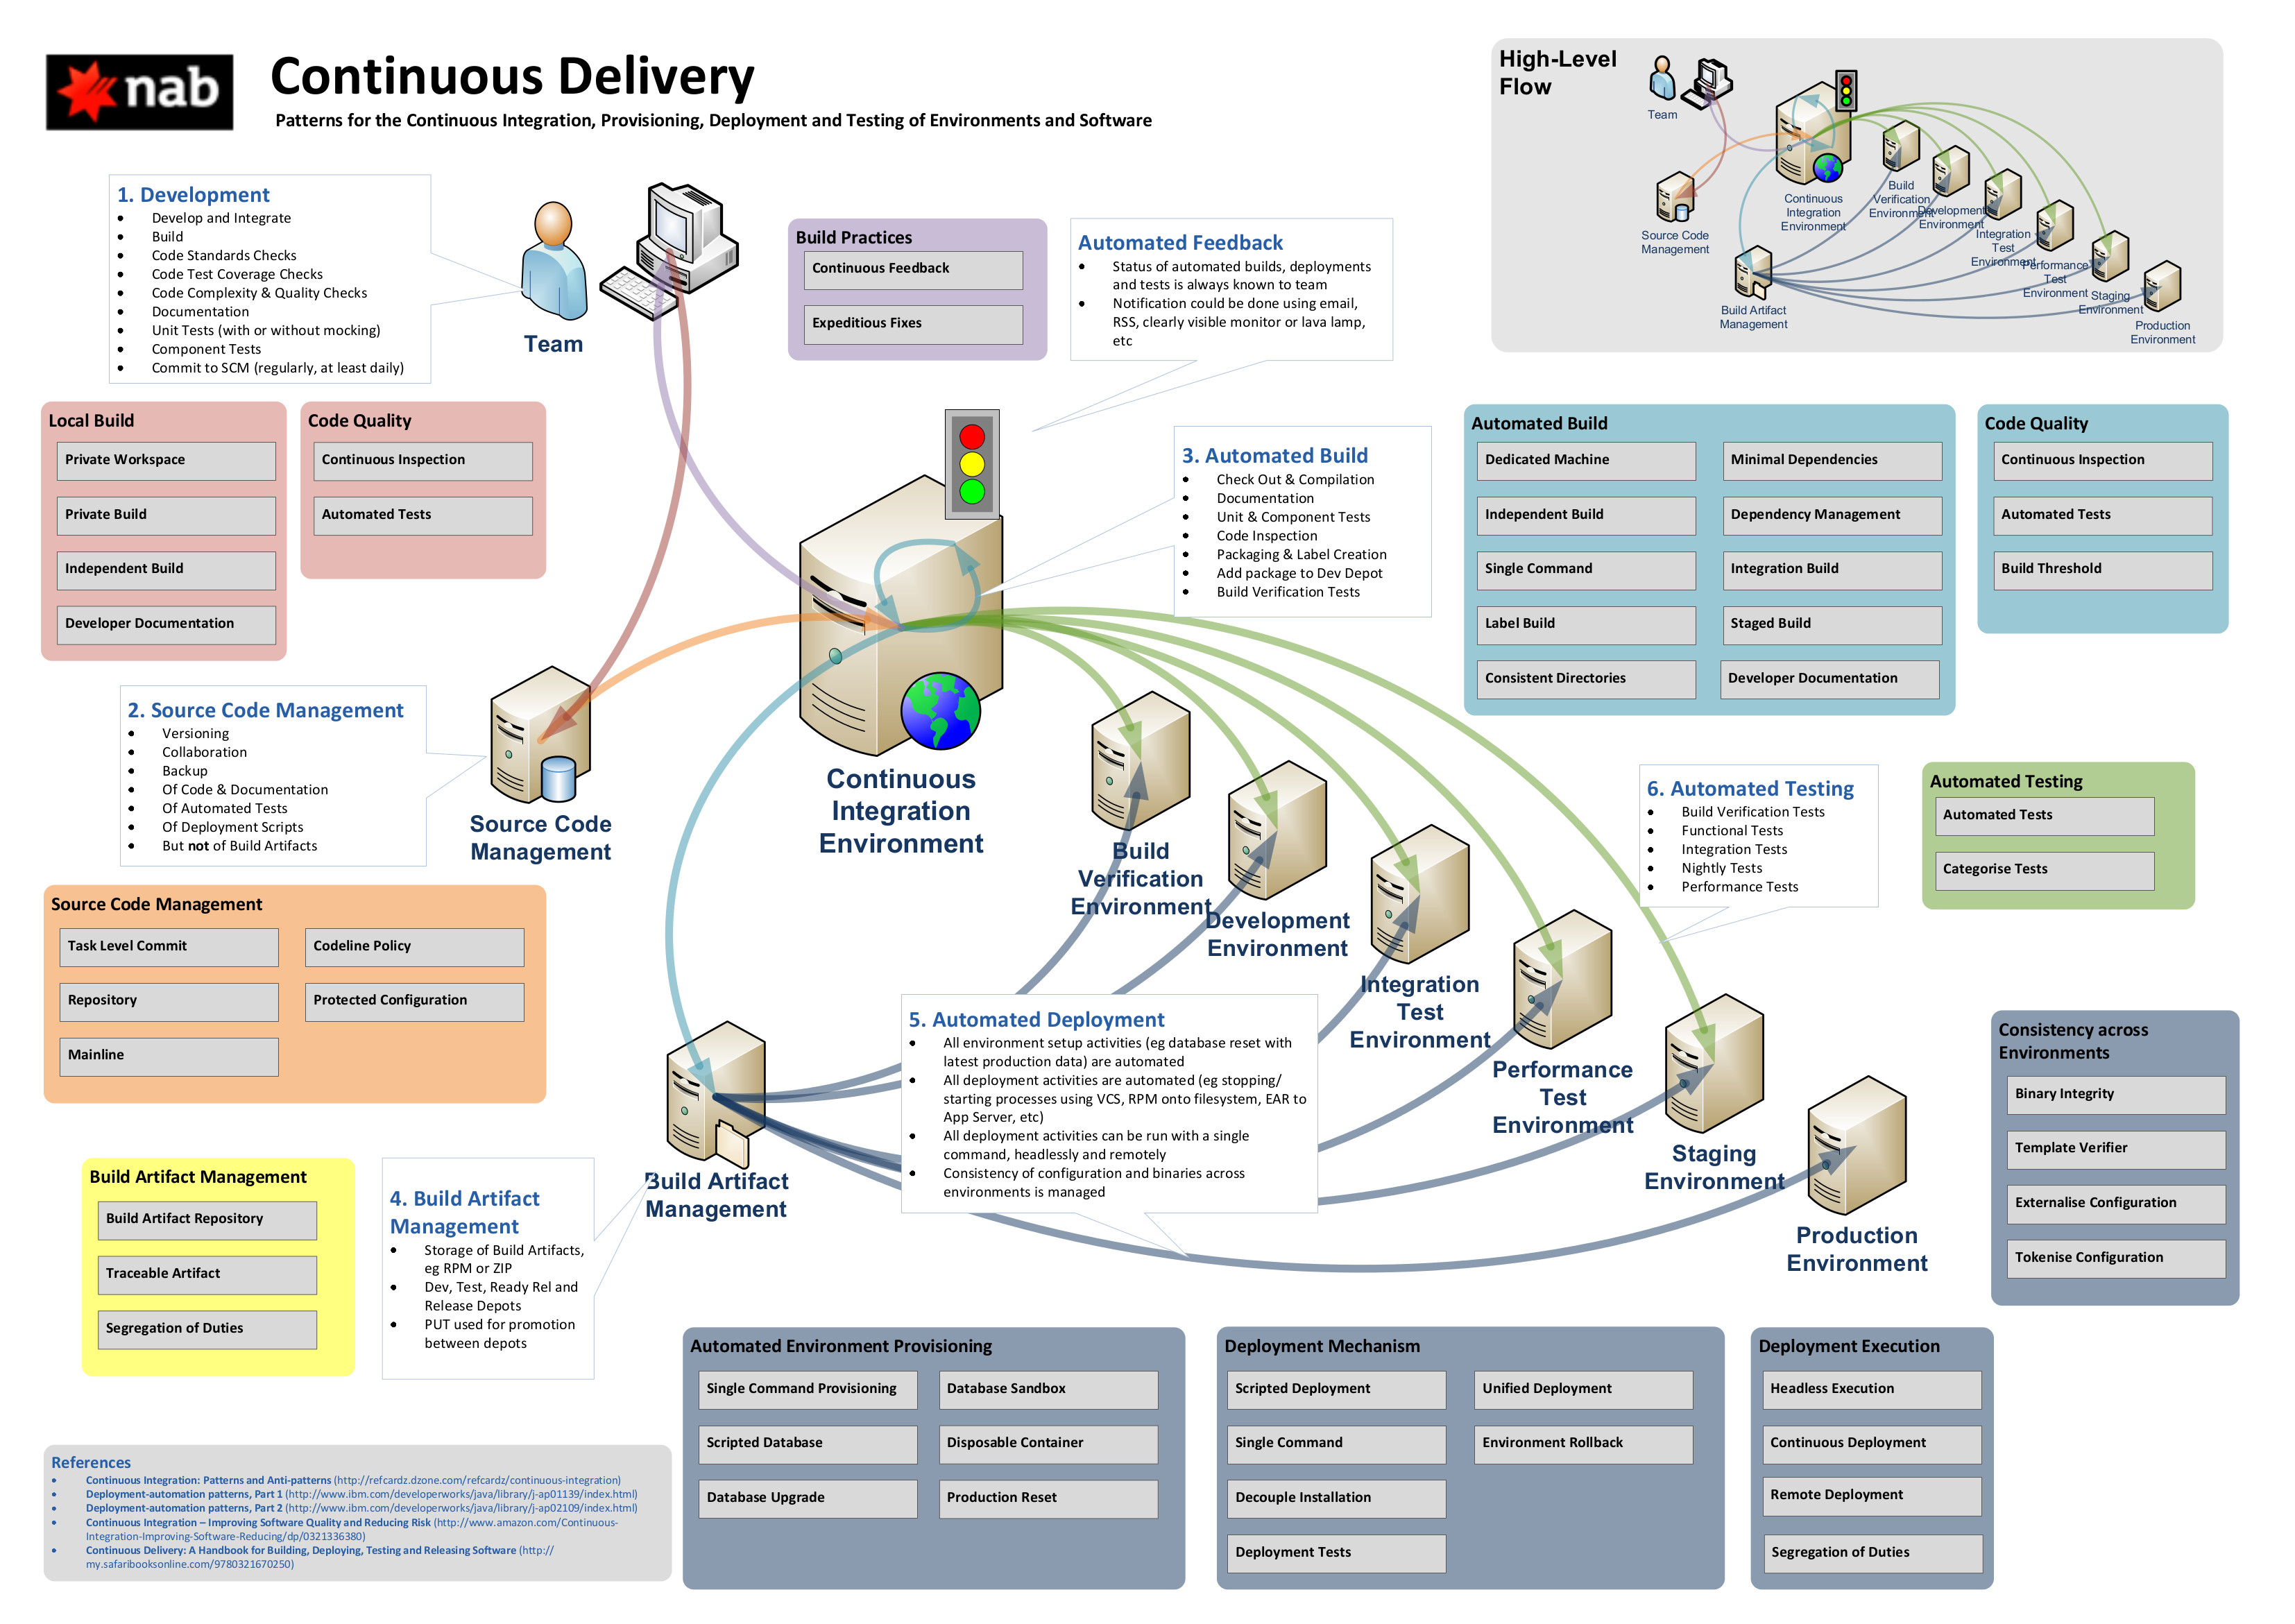 nab
Continuous Delivery
Patterns for the Continuous Integration, Provisioning, Deployment and Testing of Environments and Software
High-Level
Flow
Team
Source Code
Management
Continuous
Integration
Environment
Build
Verification
Environment
Development
Environment
Integration
Test
Environment
Performance
Test
Environment
Staging
Environment
Production
Environment
Build Artifact
Management
1. Development
Develop and Integrate
Build
Code Standards Checks
Code Test Coverage Checks
Code Complexity & Quality Checks
Documentation
Unit Tests (with or without mocking)
Component Tests
Commit to SCM (regularly, at least daily)
Team
Build Practices
Continuous Feedback
Expeditious Fixes
Automated Feedback
Status of automated builds, deployments
and tests is always known to team
Notification could be done using email,
RSS, clearly visible monitor or lava lamp,
etc
Local Build
Private Workspace
Private Build
Independent Build
Developer Documentation
Code Quality
Continuous Inspection
Automated Tests
3. Automated Build
Check Out & Compilation
Documentation
Unit & Component Tests
Code Inspection
Packaging & Label Creation
Add package to Dev Depot
Build Verification Tests
Automated Build
Dedicated Machine
Minimal Dependencies
Independent Build
Dependency Management
Single Command
Integration Build
Label Build
Staged Build
Consistent Directories
Developer Documentation
Code Quality
Continuous Inspection
Automated Tests
Build Threshold
2. Source Code Management
Versioning
Collaboration
Backup
Of Code & Documentation
Of Automated Tests
Of Deployment Scripts
But not of Build Artifacts
Source Code
Management
Continuous
Integration
Environment
Build
Verification
Environment
Development
Environment
Integration
Test
Environment
Performance
Test
Environment
Staging
Environment
Production
Environment
6. Automated Testing
Build Verification Tests
Functional Tests
Integration Tests
Nightly Tests
Performance Tests
Automated Testing
Automated Tests
Categorise Tests
Source Code Management
Task Level Commit
Codeline Policy
Repository
Protected Configuration
Mainline
5. Automated Deployment
All environment setup activities (eg database reset with
latest production data) are automated
All deployment activities are automated (eg stopping/
starting processes using VCS, RPM onto filesystem, EAR to
App Server, etc)
All deployment activities can be run with a single
command, headlessly and remotely
Consistency of configuration and binaries across
environments is managed
Consistency across
Environments
Binary Integrity
Template Verifier
Externalise Configuration
Tokenise Configuration
Build Artifact Management
Build Artifact Repository
Traceable Artifact
Segregation of Duties
4. Build Artifact
Management
Storage of Build Artifacts,
eg RPM or ZIP
Dev, Test, Ready Rel and
Release Depots
PUT used for promotion
between depots
Build Artifact
Management
Automated Environment Provisioning
Single Command Provisioning
Database Sandbox
Scripted Database
Disposable Container
Database Upgrade
Production Reset
Deployment Mechanism
Scripted Deployment
Unified Deployment
Single Command
Environment Rollback
Decouple Installation
Deployment Tests
Deployment Execution
Headless Execution
Continuous Deployment
Remote Deployment
Segregation of Duties
References
Continuous Integration: Patterns and Anti-patterns (http://refcardz.dzone.com/refcardz/continuous-integration)
Deployment-automation patterns, Part 1 (http://www.ibm.com/developerworks/java/library/j-ap01139/index.html)
Deployment-automation patterns, Part 2 (http://www.ibm.com/developerworks/java/library/j-ap02109/index.html)
Continuous Integration – Improving Software Quality and Reducing Risk (http://www.amazon.com/Continuous-
Integration-Improving-Software-Reducing/dp/0321336380)
Continuous Delivery: A Handbook for Building, Deploying, Testing and Releasing Software (http://
my.safaribooksonline.com/9780321670250)